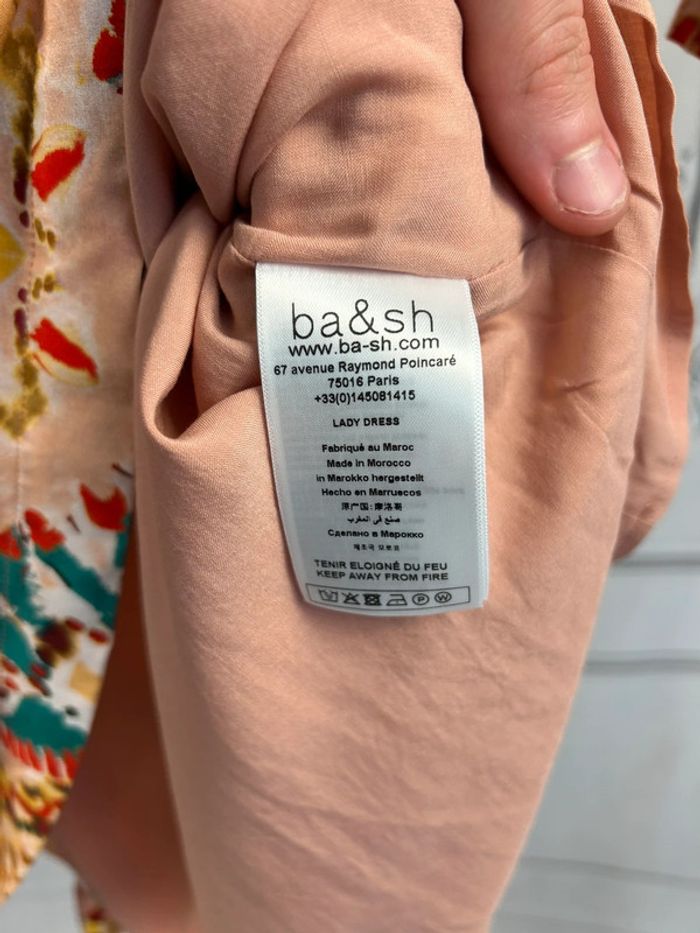 ba&sh
www.ba-sh.com
67 avenue Raymond Poincaré
75016 Paris
+33(0)145081415
LADY DRESS
Fabriqué au Maroc
Made in Morocco
in Marokko hergestellt
Hecho en Marruecos
原产国:摩洛哥
صنع في المغرب
Сделано в Марокко
제조국 모로코
TENIR ELOIGNÉ DU FEU
KEEP AWAY FROM FIRE
P W